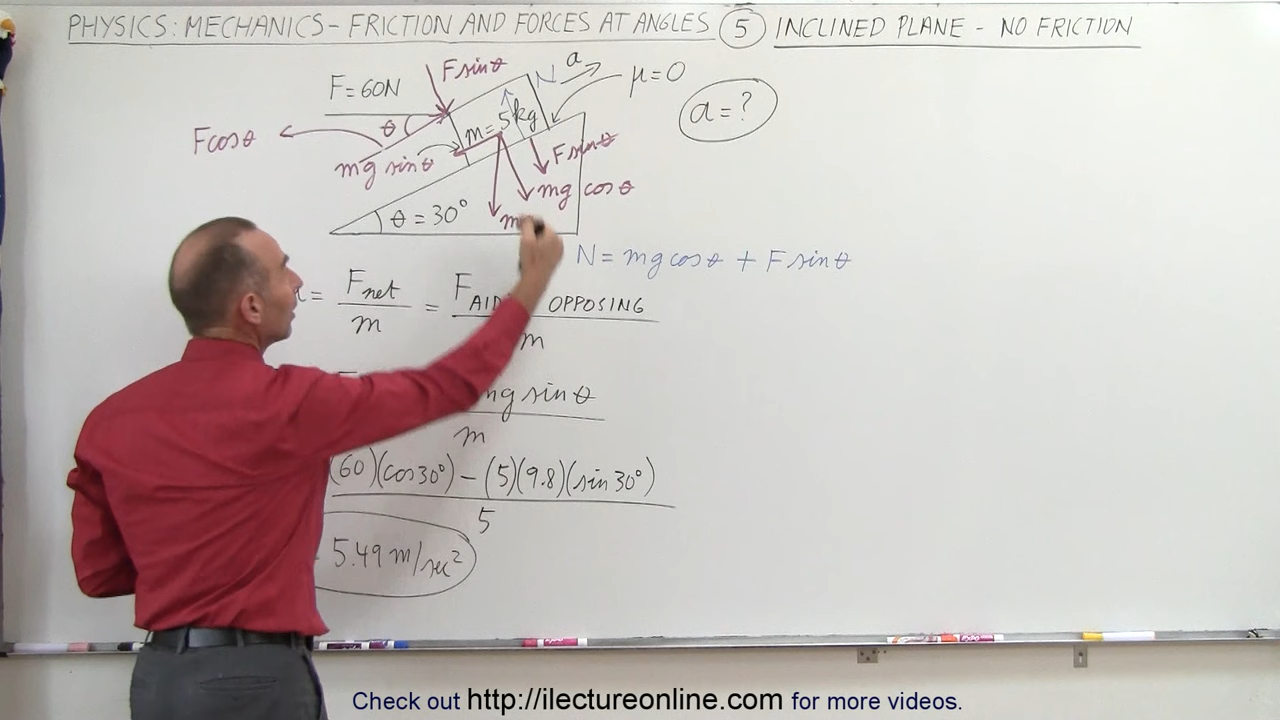 PHYSICS: MECHANICS - FRICTION AND FORCES AT ANGLES (5) INCLINED PLANE - NO FRICTION
F sin θ
N
a
F = 60N
μ = 0
a = ?
F cos θ
θ
m = 5kg
mg sin θ
F sin θ
mg cos θ
θ = 30°
N = mg cos θ + F sin θ
= F net / m = F OPPOSING / m
mg sin θ / m
(60)(cos 30°) - (5)(9.8)(sin 30°) / 5
5.49 m/sec²
Check out http://ilectureonline.com for more videos.